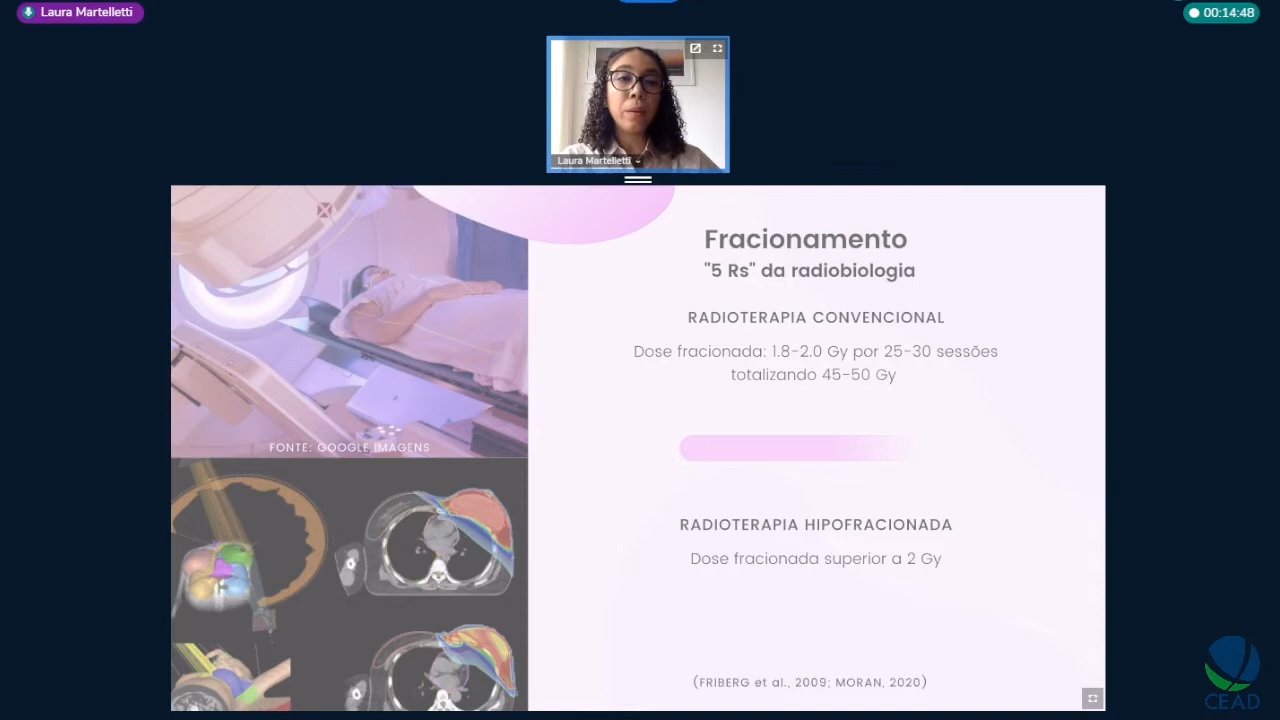 Laura Martelletti
00:14:48
Laura Martelletti
Fracionamento
"5 Rs" da radiobiologia
RADIOTERAPIA CONVENCIONAL
Dose fracionada: 1.8-2.0 Gy por 25-30 sessões
totalizando 45-50 Gy
FONTE: GOOGLE IMAGENS
RADIOTERAPIA HIPOFRACIONADA
Dose fracionada superior a 2 Gy
(FRIBERG et al., 2009; MORAN, 2020)
CEAD